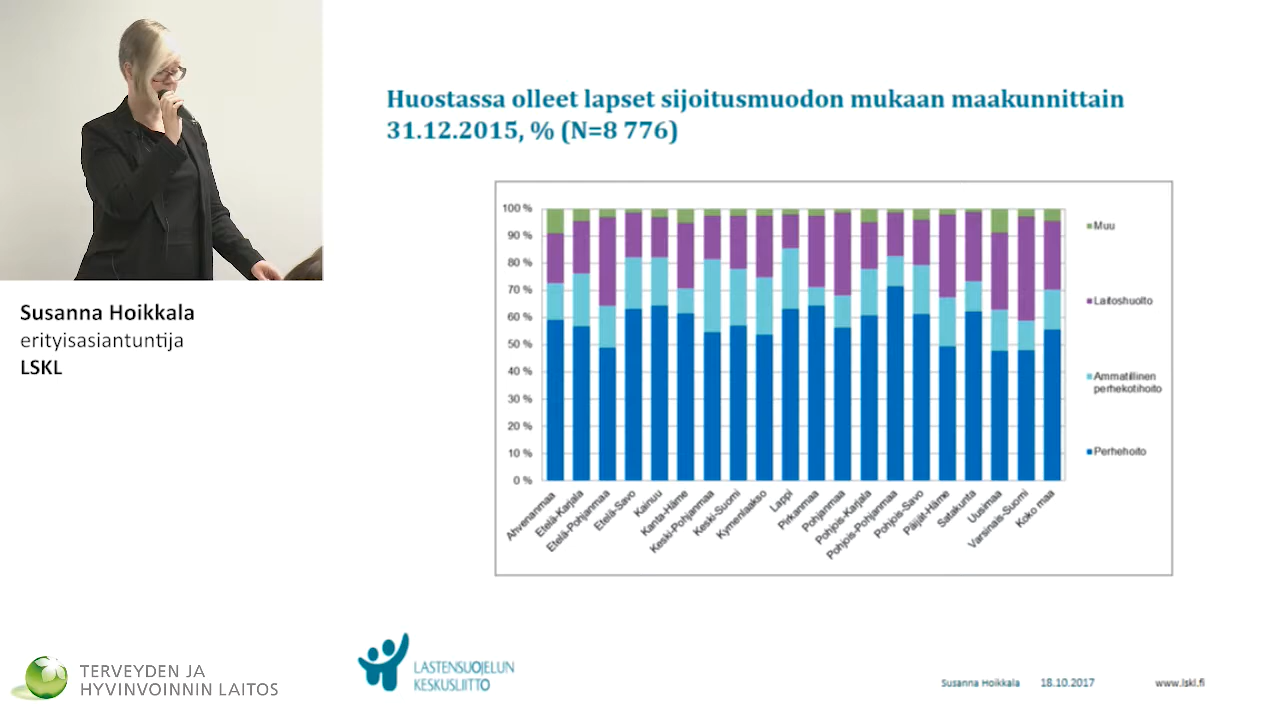 Huostassa olleet lapset sijoitusmuodon mukaan maakunnittain
31.12.2015, % (N=8 776)
100 %
90 %
80 %
70 %
60 %
50 %
40 %
30 %
20 %
10 %
0 %
Ahvenanmaa
Etelä-Karjala
Etelä-Pohjanmaa
Etelä-Savo
Kainuu
Kanta-Häme
Keski-Pohjanmaa
Keski-Suomi
Kymenlaakso
Lappi
Pirkanmaa
Pohjanmaa
Pohjois-Karjala
Pohjois-Pohjanmaa
Pohjois-Savo
Päijät-Häme
Satakunta
Uusimaa
Varsinais-Suomi
Koko maa
Muu
Laitoshuolto
Ammatillinen
perhekotihoito
Perhehoito
Susanna Hoikkala
erityisasiantuntija
LSKL
TERVEYDEN JA
HYVINVOINNIN LAITOS
LASTENSUOJELUN
KESKUSLIITTO
Susanna Hoikkala 18.10.2017 www.lskl.fi